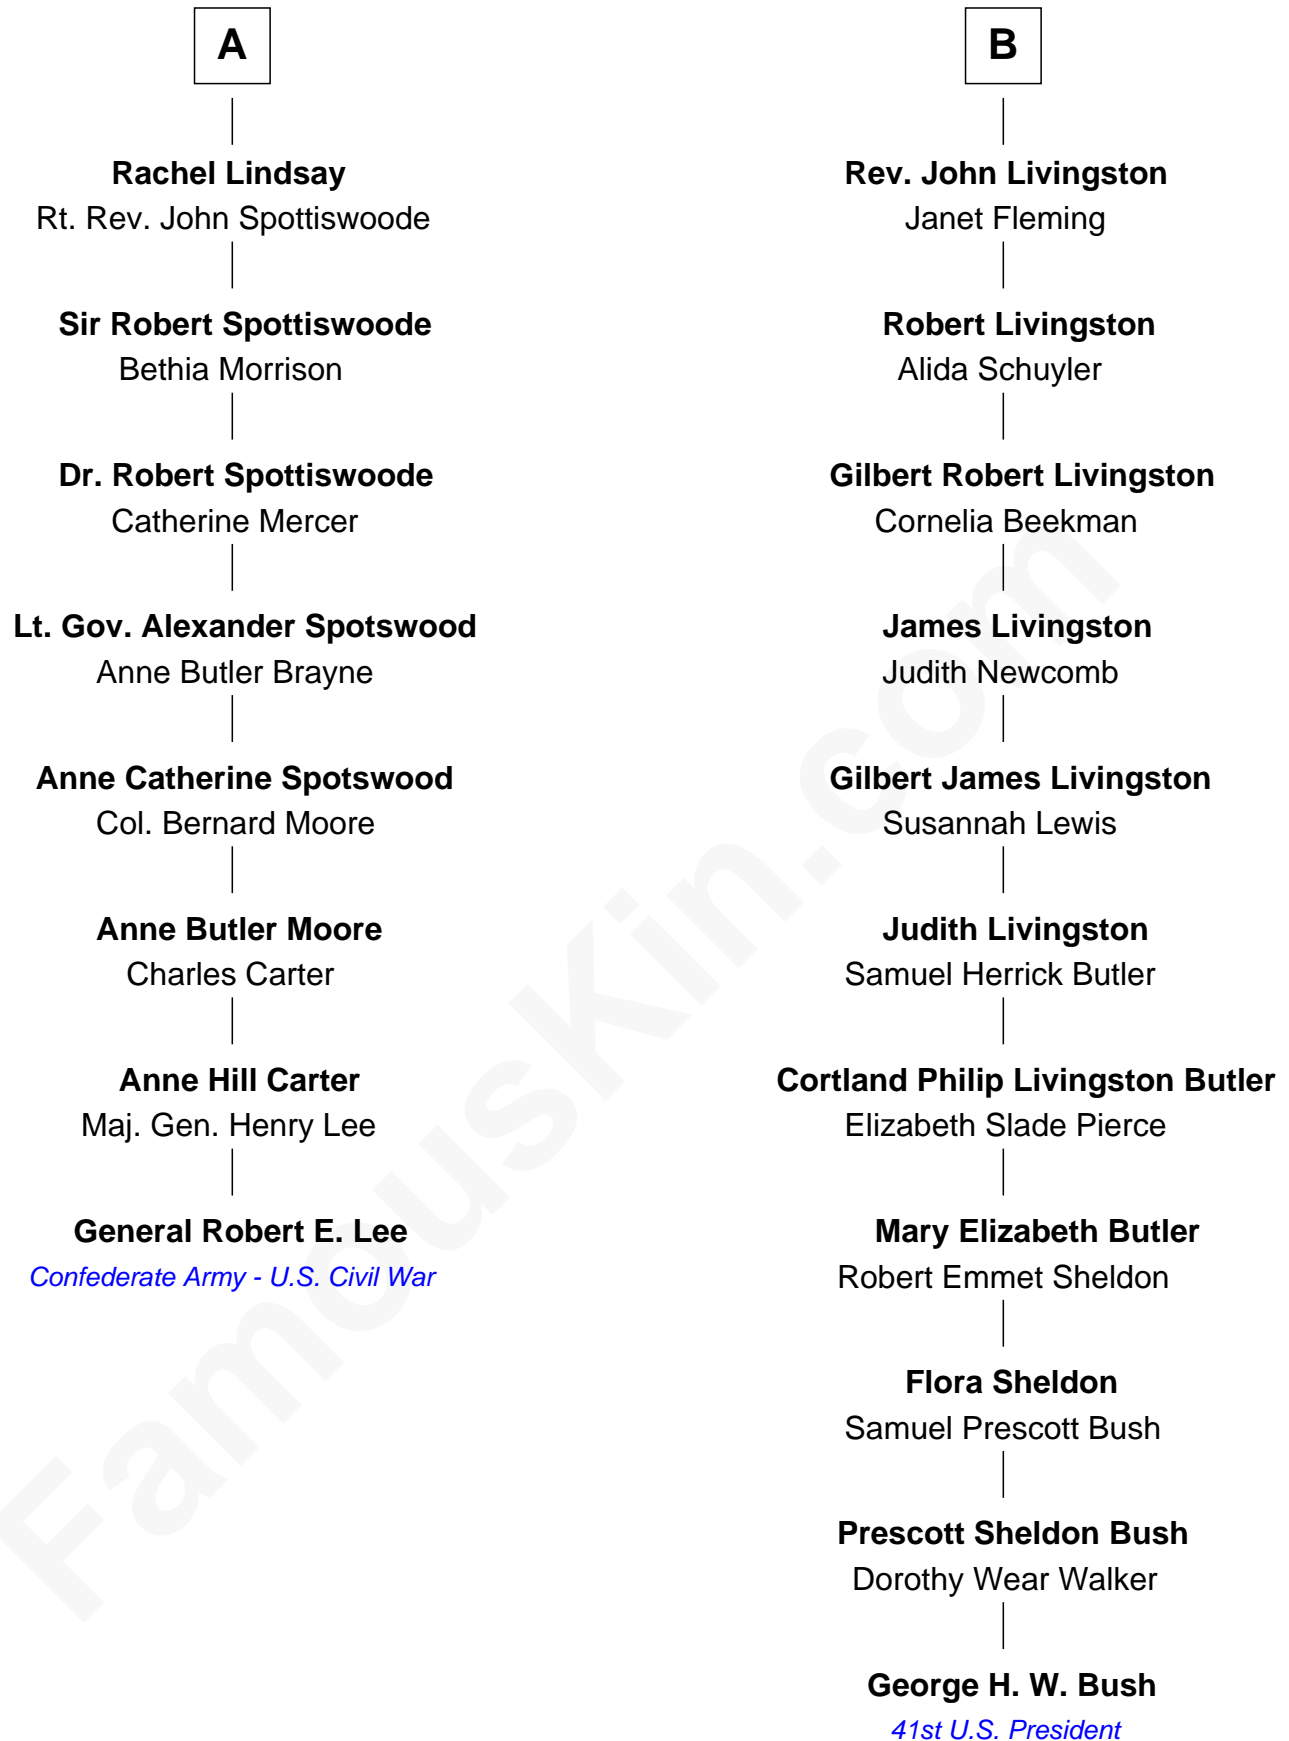 A
Rachel Lindsay
Rt. Rev. John Spottiswoode
Sir Robert Spottiswoode
Bethia Morrison
Dr. Robert Spottiswoode
Catherine Mercer
Lt. Gov. Alexander Spotswood
Anne Butler Brayne
Anne Catherine Spotswood
Col. Bernard Moore
Anne Butler Moore
Charles Carter
Anne Hill Carter
Maj. Gen. Henry Lee
General Robert E. Lee
Confederate Army - U.S. Civil War
B
Rev. John Livingston
Janet Fleming
Robert Livingston
Alida Schuyler
Gilbert Robert Livingston
Cornelia Beekman
James Livingston
Judith Newcomb
Gilbert James Livingston
Susannah Lewis
Judith Livingston
Samuel Herrick Butler
Cortland Philip Livingston Butler
Elizabeth Slade Pierce
Mary Elizabeth Butler
Robert Emmet Sheldon
Flora Sheldon
Samuel Prescott Bush
Prescott Sheldon Bush
Dorothy Wear Walker
George H. W. Bush
41st U.S. President
FamousKin.com